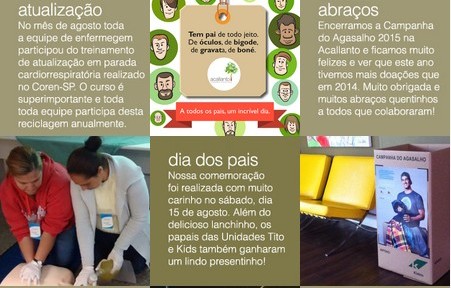 atualização
No mês de agosto toda
a equipe de enfermegem
participou do treinamento
de atualização em parada
cardiorrespiratória realizado
no Coren-SP. O curso é
superimportante e toda
toda equipe participa desta
reciclagem anualmente.
Tem pai de todo jeito.
De óculos, de bigode,
de gravata, de boné.
acallanto
A todos os pais, um incrível dia.
abraços
Encerramos a Campanha
do Agasalho 2015 na
Acallanto e ficamos muito
felizes e ver que este ano
tivemos mais doações que
em 2014. Muito obrigada e
muitos abraços quentinhos
a todos que colaboraram!
dia dos pais
Nossa comemoração
foi realizada com muito
carinho no sábado, dia
15 de agosto. Além do
delicioso lanchinho, os
papais das Unidades Tito
e Kids também ganharam
um lindo presentinho!
CAMPANHA DO AGASALHO